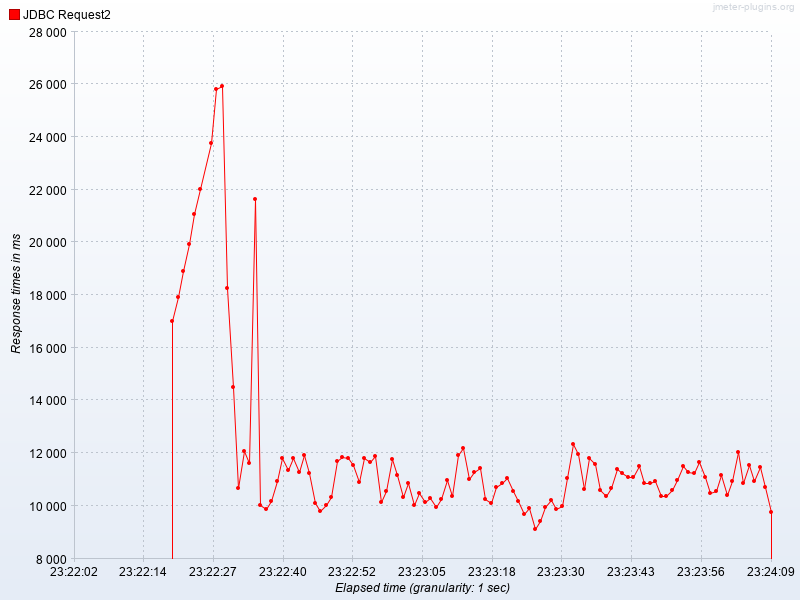 jmeter-plugins.org
JDBC Request2
28 000
26 000
24 000
22 000
20 000
18 000
16 000
14 000
12 000
10 000
8 000
Response times in ms
23:22:02 23:22:14 23:22:27 23:22:40 23:22:52 23:23:05 23:23:18 23:23:30 23:23:43 23:23:56 23:24:09
Elapsed time (granularity: 1 sec)